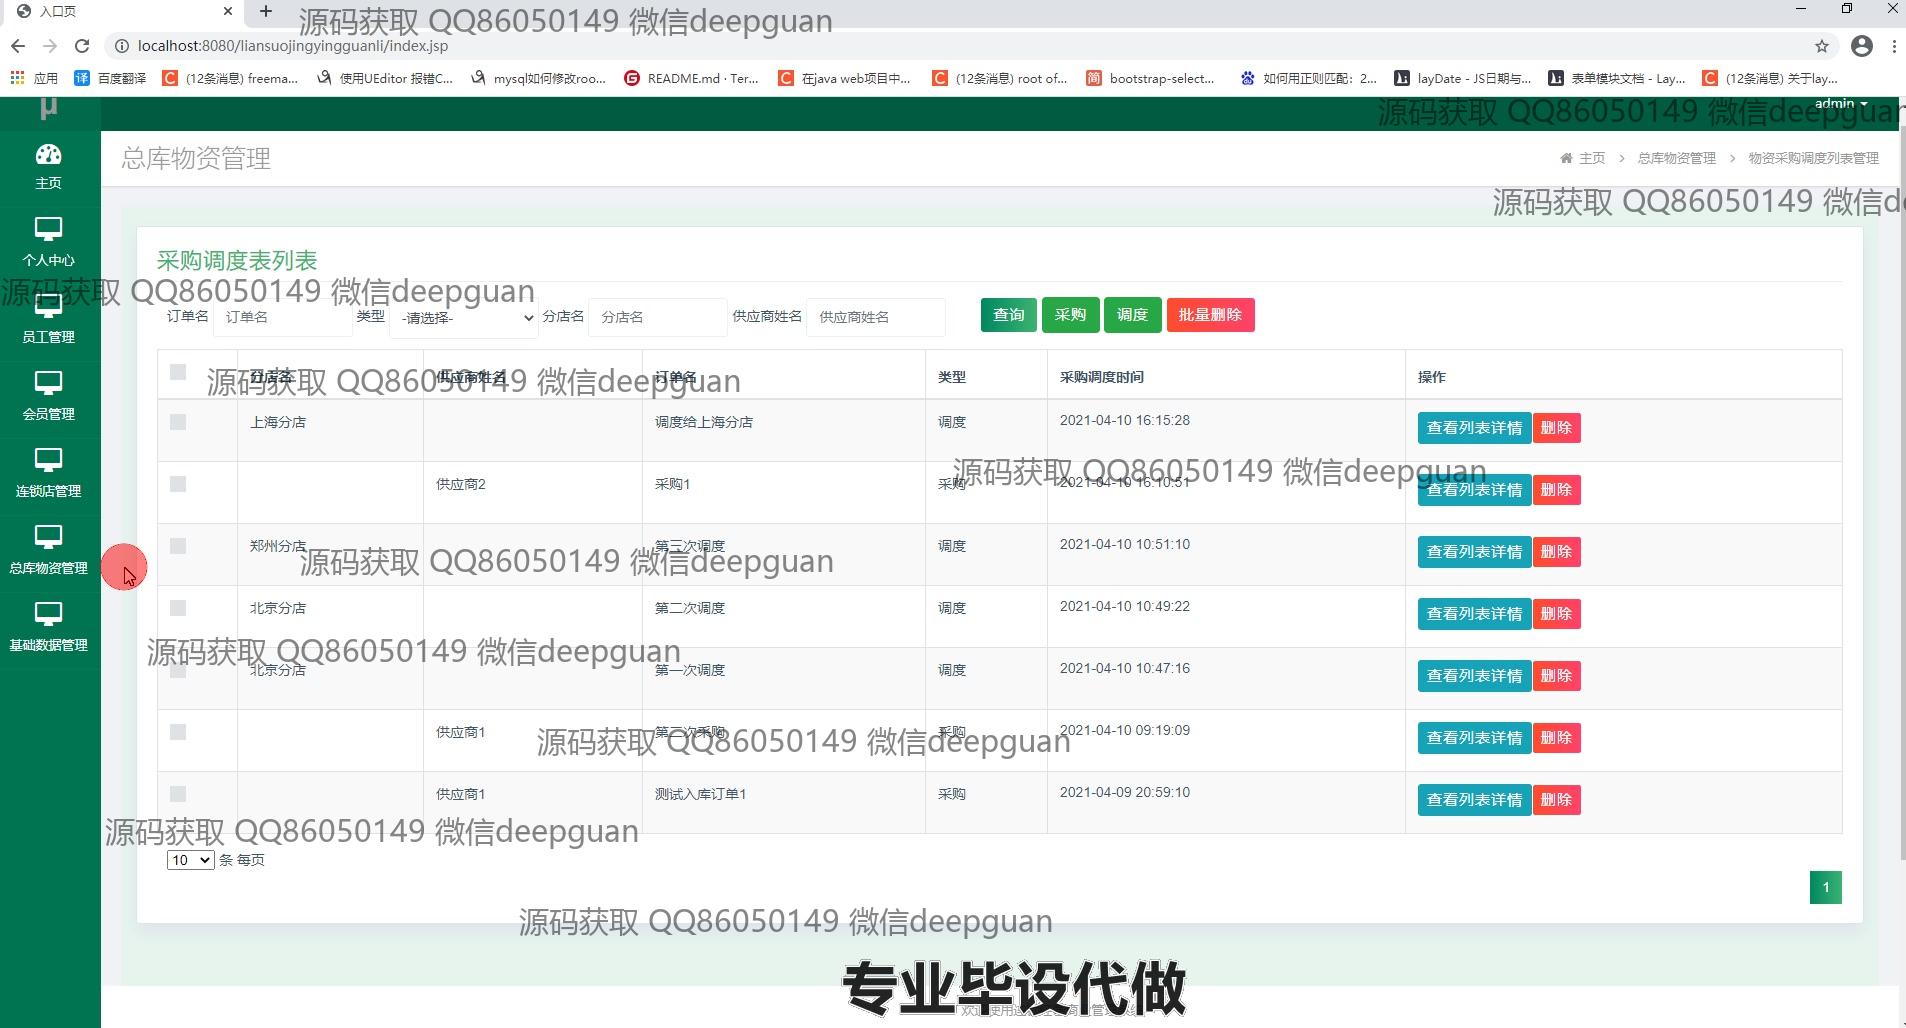 入口页
源码获取 QQ86050149 微信deepguan
localhost:8080/liansuojingyingguanli/index.jsp
应用 百度翻译 (12条消息) freema... 使用UEditor 报错C... mysql如何修改roo... README.md · Ter... 在java web项目中... (12条消息) root of... bootstrap-select... 如何用正则匹配：2... layDate - JS日期与... 表单模块文档 - Lay... (12条消息) 关于lay...
μ
admin
源码获取 QQ86050149 微信deepguan
主页
总库物资管理
主页 > 总库物资管理 > 物资采购调度列表管理
源码获取 QQ86050149 微信de
个人中心
采购调度表列表
源码获取 QQ86050149 微信deepguan
订单名 订单名 类型 -请选择- 分店名 分店名 供应商姓名 供应商姓名 查询 采购 调度 批量删除
员工管理
分店名 供应商姓名 订单名 类型 采购调度时间 操作
源码获取 QQ86050149 微信deepguan
会员管理
上海分店 调度给上海分店 调度 2021-04-10 16:15:28 查看列表详情 删除
源码获取 QQ86050149 微信deepguan
供应商2 采购1 采购 2021-04-10 16:10:51 查看列表详情 删除
连锁店管理
郑州分店 第三次调度 调度 2021-04-10 10:51:10 查看列表详情 删除
源码获取 QQ86050149 微信deepguan
总库物资管理
北京分店 第二次调度 调度 2021-04-10 10:49:22 查看列表详情 删除
基础数据管理
源码获取 QQ86050149 微信deepguan
北京分店 第一次调度 调度 2021-04-10 10:47:16 查看列表详情 删除
供应商1 采购 2021-04-10 09:19:09 查看列表详情 删除
源码获取 QQ86050149 微信deepguan
供应商1 测试入库订单1 采购 2021-04-09 20:59:10 查看列表详情 删除
源码获取 QQ86050149 微信deepguan
10 条 每页
1
源码获取 QQ86050149 微信deepguan
专业毕设代做